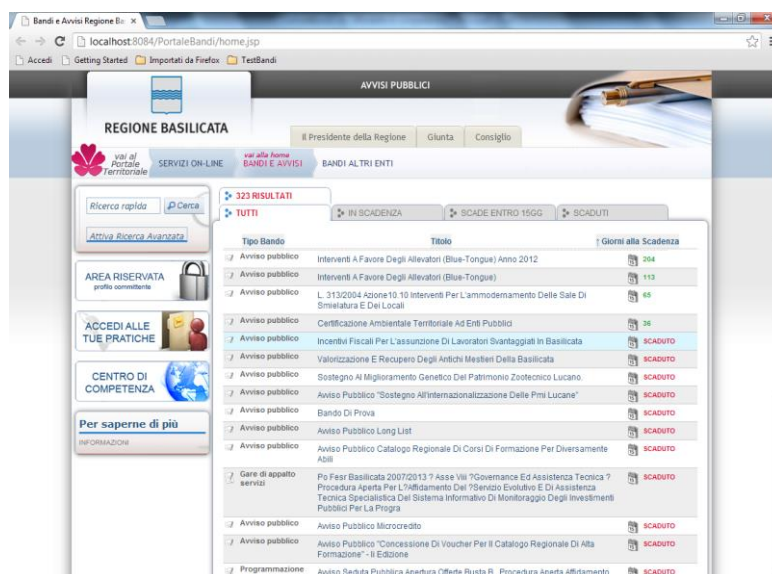 Bandi e Avvisi Regione Ba
localhost:8084/PortaleBandi/home.jsp
Accedi Getting Started Importati da Firefox TestBandi
AVVISI PUBBLICI
REGIONE BASILICATA
Il Presidente della Regione Giunta Consiglio
vai al
Portale
Territoriale
SERVIZI ON-LINE
vai alla home
BANDI E AVVISI
BANDI ALTRI ENTI
Ricerca rapida Cerca
Attiva Ricerca Avanzata
AREA RISERVATA
profilo committente
ACCEDI ALLE
TUE PRATICHE
CENTRO DI
COMPETENZA
Per saperne di più
INFORMAZIONI
323 RISULTATI
TUTTI IN SCADENZA SCADE ENTRO 15GG SCADUTI
Tipo Bando Titolo Giorni alla Scadenza
Avviso pubblico Interventi A Favore Degli Allevatori (Blue-Tongue) Anno 2012 204
Avviso pubblico Interventi A Favore Degli Allevatori (Blue-Tongue) 113
Avviso pubblico L. 313/2004 Azione10.10 Interventi Per L'ammodernamento Delle Sale Di 65
Smielatura E Dei Locali
Avviso pubblico Certificazione Ambientale Territoriale Ad Enti Pubblici 36
Avviso pubblico Incentivi Fiscali Per L'assunzione Di Lavoratori Svantaggiati In Basilicata SCADUTO
Avviso pubblico Valorizzazione E Recupero Degli Antichi Mestieri Della Basilicata SCADUTO
Avviso pubblico Sostegno Al Miglioramento Genetico Del Patrimonio Zootecnico Lucano. SCADUTO
Avviso pubblico Avviso Pubblico "Sostegno All'internazionalizzazione Delle Pmi Lucane" SCADUTO
Avviso pubblico Bando Di Prova SCADUTO
Avviso pubblico Avviso Pubblico Long List SCADUTO
Avviso pubblico Avviso Pubblico Catalogo Regionale Di Corsi Di Formazione Per Diversamente SCADUTO
Abili
Gare di appalto Po Fesr Basilicata 2007/2013 ? Asse Viii ?Governance Ed Assistenza Tecnica ? SCADUTO
servizi Procedura Aperta Per L?Affidamento Del ?Servizio Evolutivo E Di Assistenza
Tecnica Specialistica Del Sistema Informativo Di Monitoraggio Degli Investimenti
Pubblici Per La Progra
Avviso pubblico Avviso Pubblico Microcredito SCADUTO
Avviso pubblico Avviso Pubblico "Concessione Di Voucher Per Il Catalogo Regionale Di Alta SCADUTO
Formazione" - Ii Edizione
Programmazione Avviso Seduta Pubblica Apertura Offerte Busta B_Procedura Aperta Affidamento SCADUTO